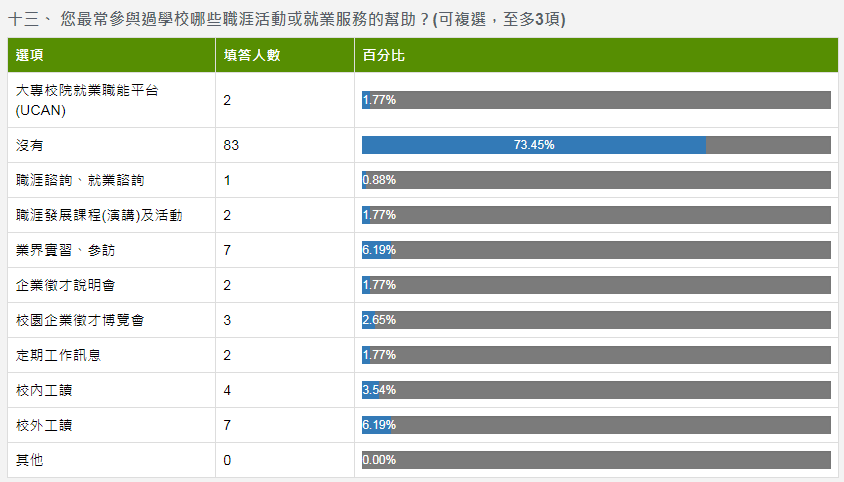 十三、 您最常參與過學校哪些職涯活動或就業服務的幫助？(可複選，至多3項)
選項 填答人數 百分比
大專校院就業職能平台
(UCAN) 2 1.77%
沒有 83 73.45%
職涯諮詢、就業諮詢 1 0.88%
職涯發展課程(演講)及活動 2 1.77%
業界實習、參訪 7 6.19%
企業徵才說明會 2 1.77%
校園企業徵才博覽會 3 2.65%
定期工作訊息 2 1.77%
校內工讀 4 3.54%
校外工讀 7 6.19%
其他 0 0.00%